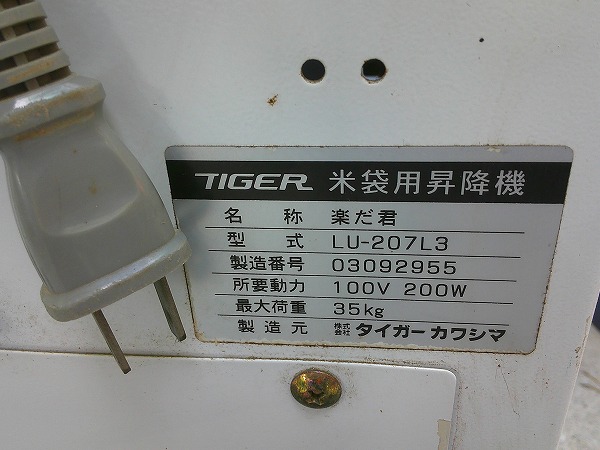 TIGER 米袋用昇降機
名称 楽だ君
型式 LU-207L3
製造番号 03092955
所要動力 100V 200W
最大荷重 35kg
製造元 株式会社 タイガーカワシマ